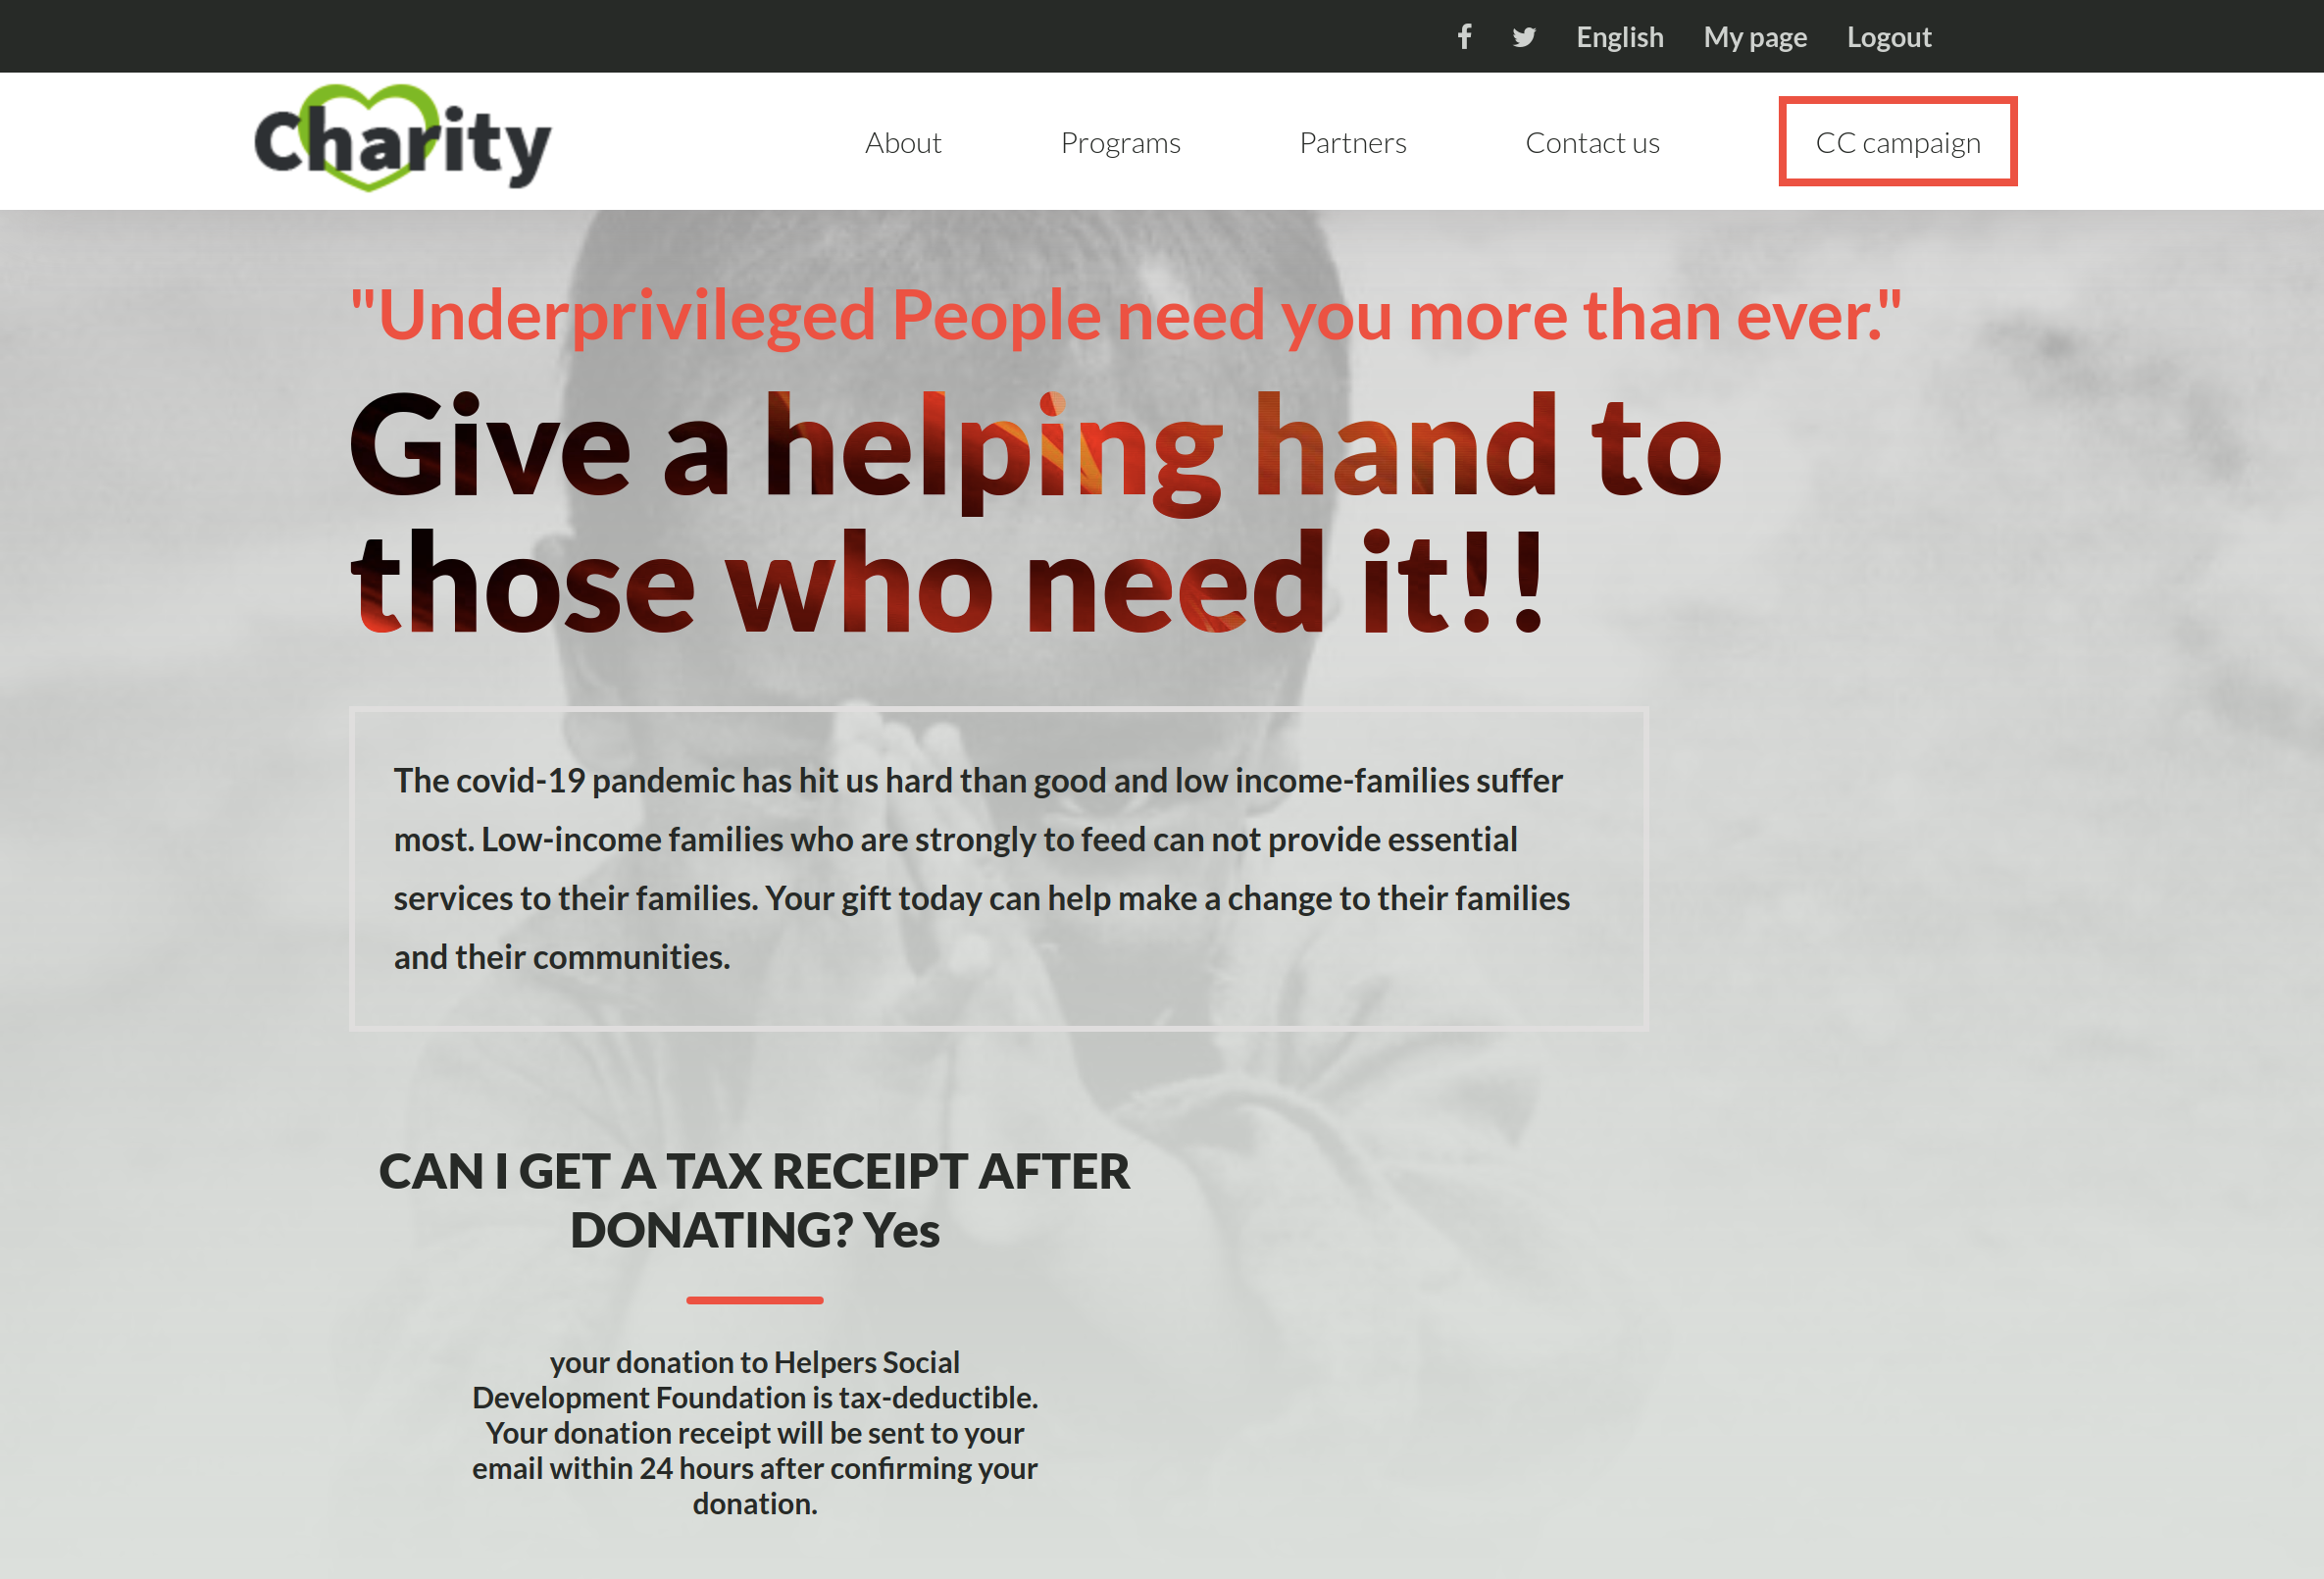 English My page Logout
Charity
About Programs Partners Contact us CC campaign
"Underprivileged People need you more than ever."
Give a helping hand to
those who need it!!
The covid-19 pandemic has hit us hard than good and low income-families suffer
most. Low-income families who are strongly to feed can not provide essential
services to their families. Your gift today can help make a change to their families
and their communities.
CAN I GET A TAX RECEIPT AFTER
DONATING? Yes
your donation to Helpers Social
Development Foundation is tax-deductible.
Your donation receipt will be sent to your
email within 24 hours after confirming your
donation.